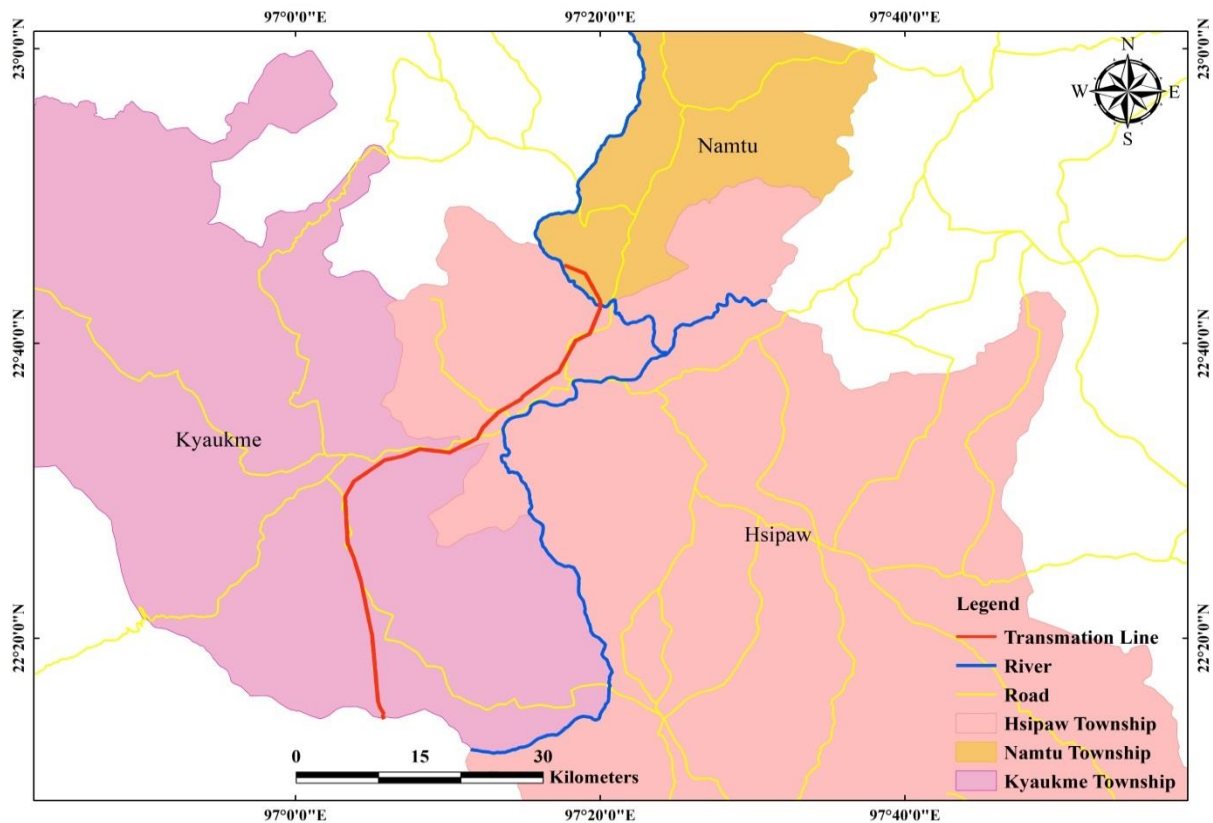 97°0'0"E 97°20'0"E 97°40'0"E
23°0'0"N 23°0'0"N
N
W E
S
Namtu
22°40'0"N 22°40'0"N
Kyaukme
Hsipaw
Legend
Transmation Line
River
Road
Hsipaw Township
Namtu Township
Kyaukme Township
22°20'0"N 22°20'0"N
0 15 30
Kilometers
97°0'0"E 97°20'0"E 97°40'0"E